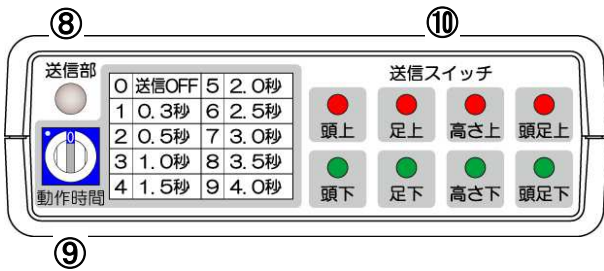 ⑧ ⑩
送信部
0 送信OFF 5 2.0秒
1 0.3秒 6 2.5秒
2 0.5秒 7 3.0秒
3 1.0秒 8 3.5秒
4 1.5秒 9 4.0秒
0
動作時間
送信スイッチ
頭上 足上 高さ上 頭足上
頭下 足下 高さ下 頭足下
⑨